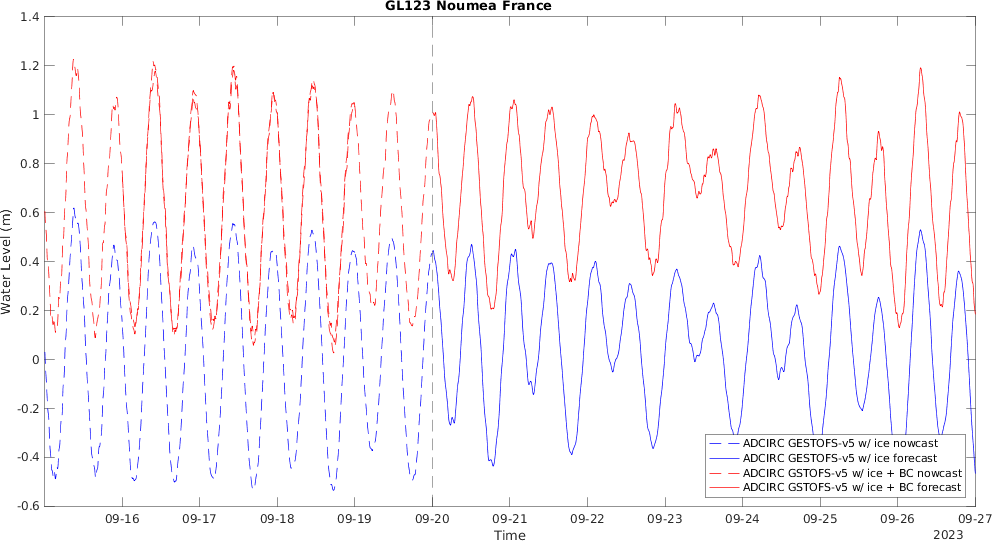 GL123 Noumea France
1.4
1.2
1
0.8
0.6
0.4
0.2
0
-0.2
-0.4
-0.6
Water Level (m)
09-16 09-17 09-18 09-19 09-20 09-21 09-22 09-23 09-24 09-25 09-26 09-27
Time
2023
ADCIRC GESTOFS-v5 w/ ice nowcast
ADCIRC GESTOFS-v5 w/ ice forecast
ADCIRC GSTOFS-v5 w/ ice + BC nowcast
ADCIRC GSTOFS-v5 w/ ice + BC forecast